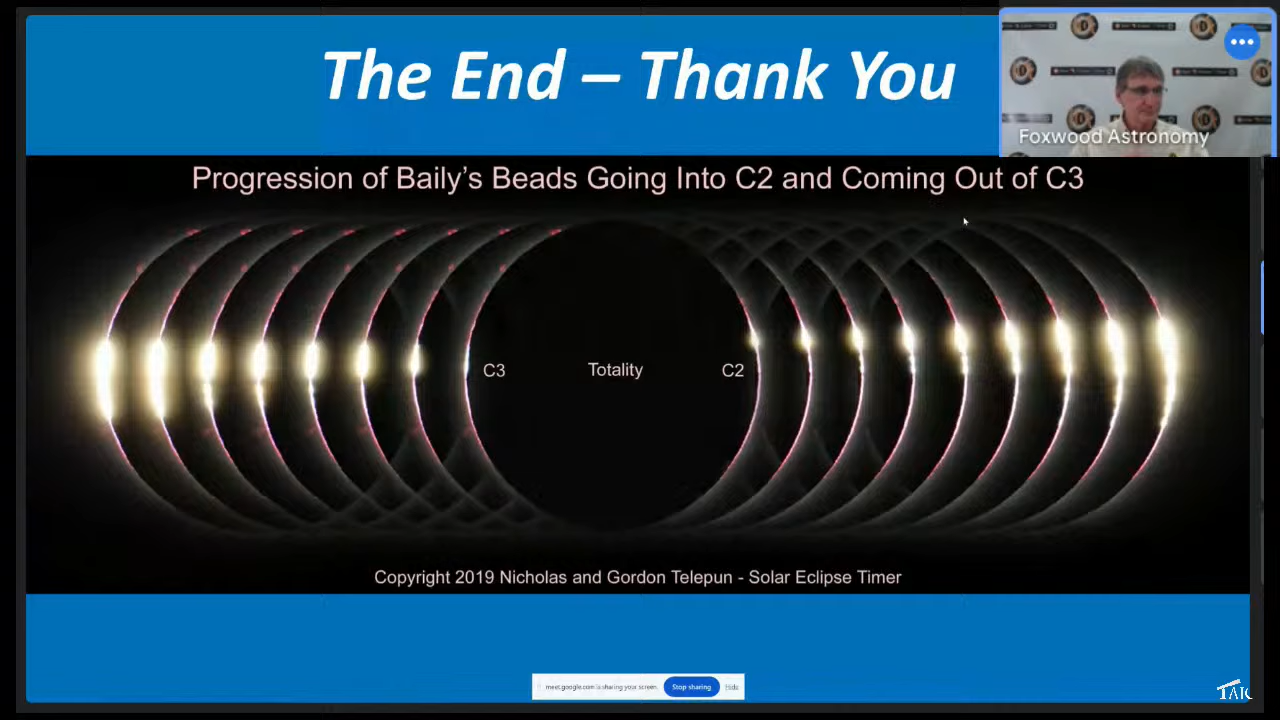 The End – Thank You
Foxwood Astronomy
Progression of Baily's Beads Going Into C2 and Coming Out of C3
C3
Totality
C2
Copyright 2019 Nicholas and Gordon Telepun - Solar Eclipse Timer
meet.google.com is sharing your screen.
Stop sharing
Hide